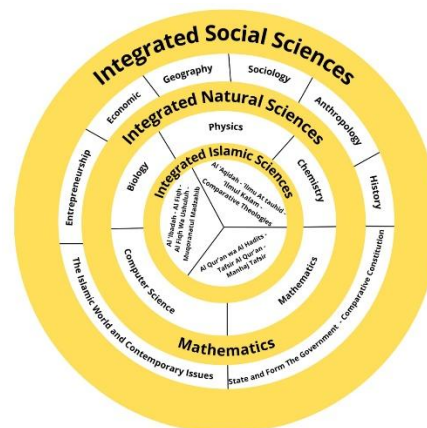 Integrated Social Sciences
Entrepreneurship
Economic
Geography
Sociology
Anthropology
History
The Islamic World and Contemporary Issues
State and Form The Government - Comparative Constitution
Integrated Natural Sciences
Biology
Physics
Chemistry
Computer Science
Mathematics
Mathematics
Integrated Islamic Sciences
Al 'Ibadah - Al Fiqh -
Al Fiqh Wa Ushuluh -
Muqoronatul Madzahib
Al 'Aqidah - 'Ilmu At tauhid -
'Ilmul Kalam -
Comparative Theologies
Al Qur'an wa Al Hadits -
Tafsir Al Qur'an -
Manhaj Tafsir